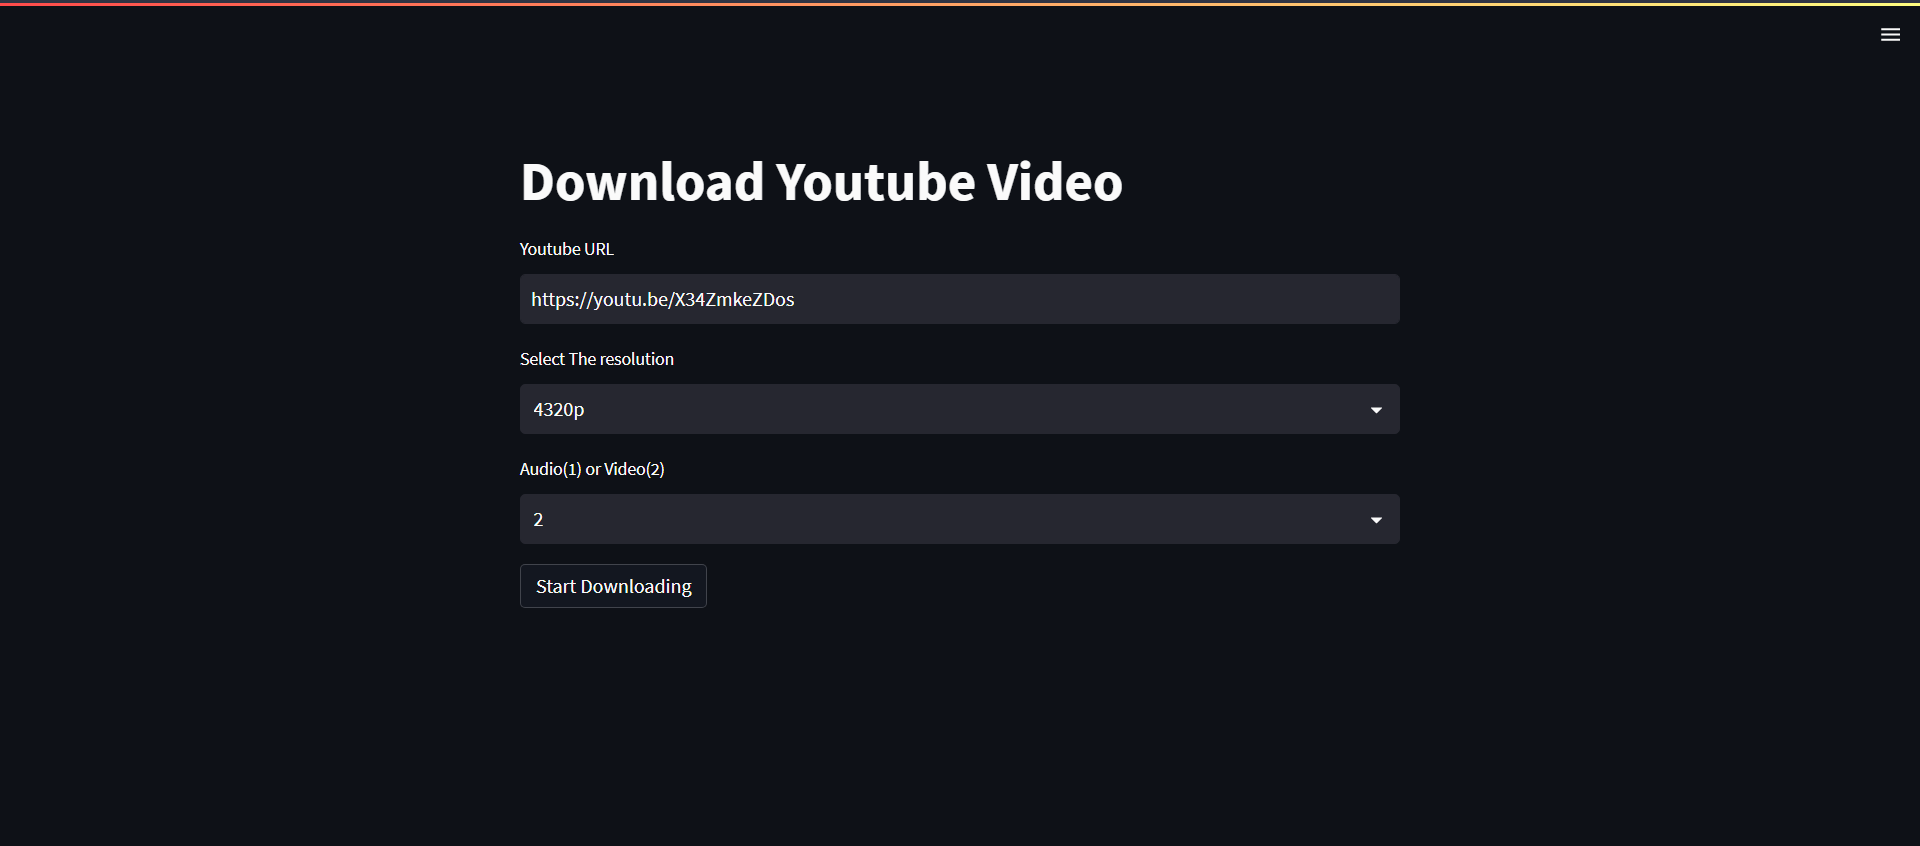 Download Youtube Video
Youtube URL
https://youtu.be/X34ZmkeZDos
Select The resolution
4320p
Audio(1) or Video(2)
2
Start Downloading